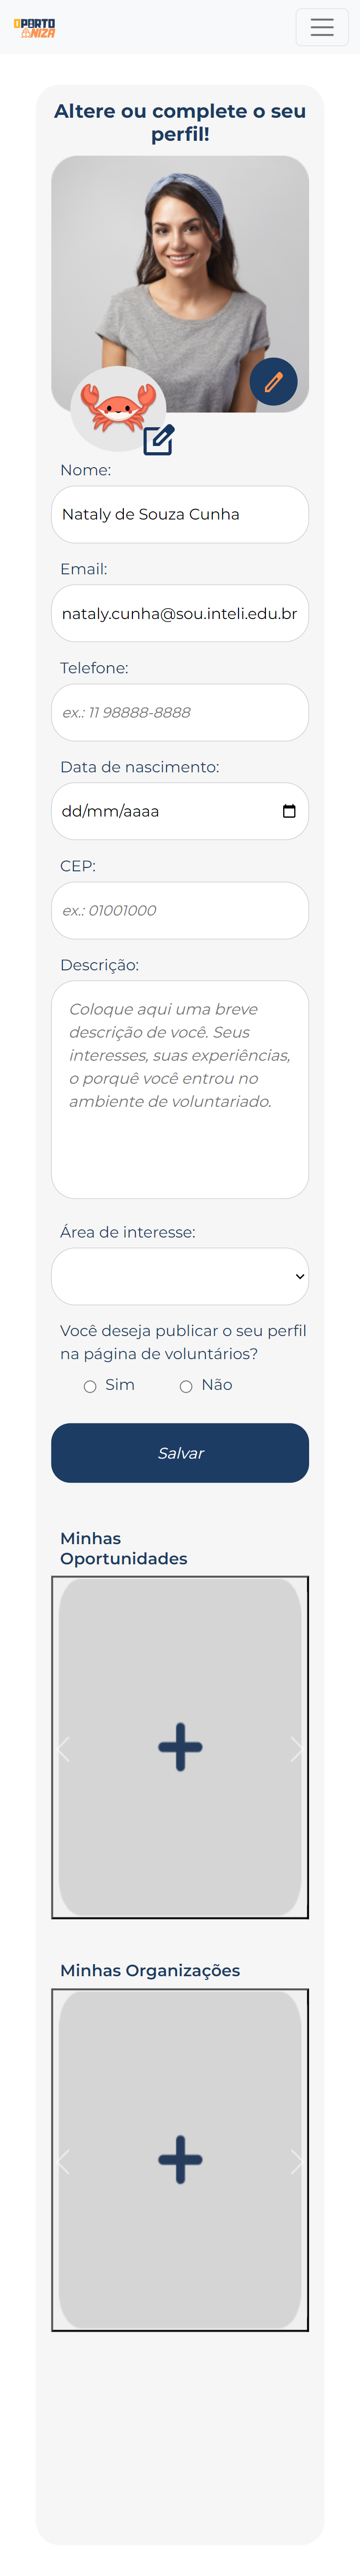 OPORTO
NIZA
Altere ou complete o seu
perfil!
Nome:
Nataly de Souza Cunha
Email:
nataly.cunha@sou.inteli.edu.br
Telefone:
ex.: 11 98888-8888
Data de nascimento:
dd/mm/aaaa
CEP:
ex.: 01001000
Descrição:
Coloque aqui uma breve
descrição de você. Seus
interesses, suas experiências,
o porquê você entrou no
ambiente de voluntariado.
Área de interesse:
Você deseja publicar o seu perfil
na página de voluntários?
Sim Não
Salvar
Minhas
Oportunidades
Minhas Organizações